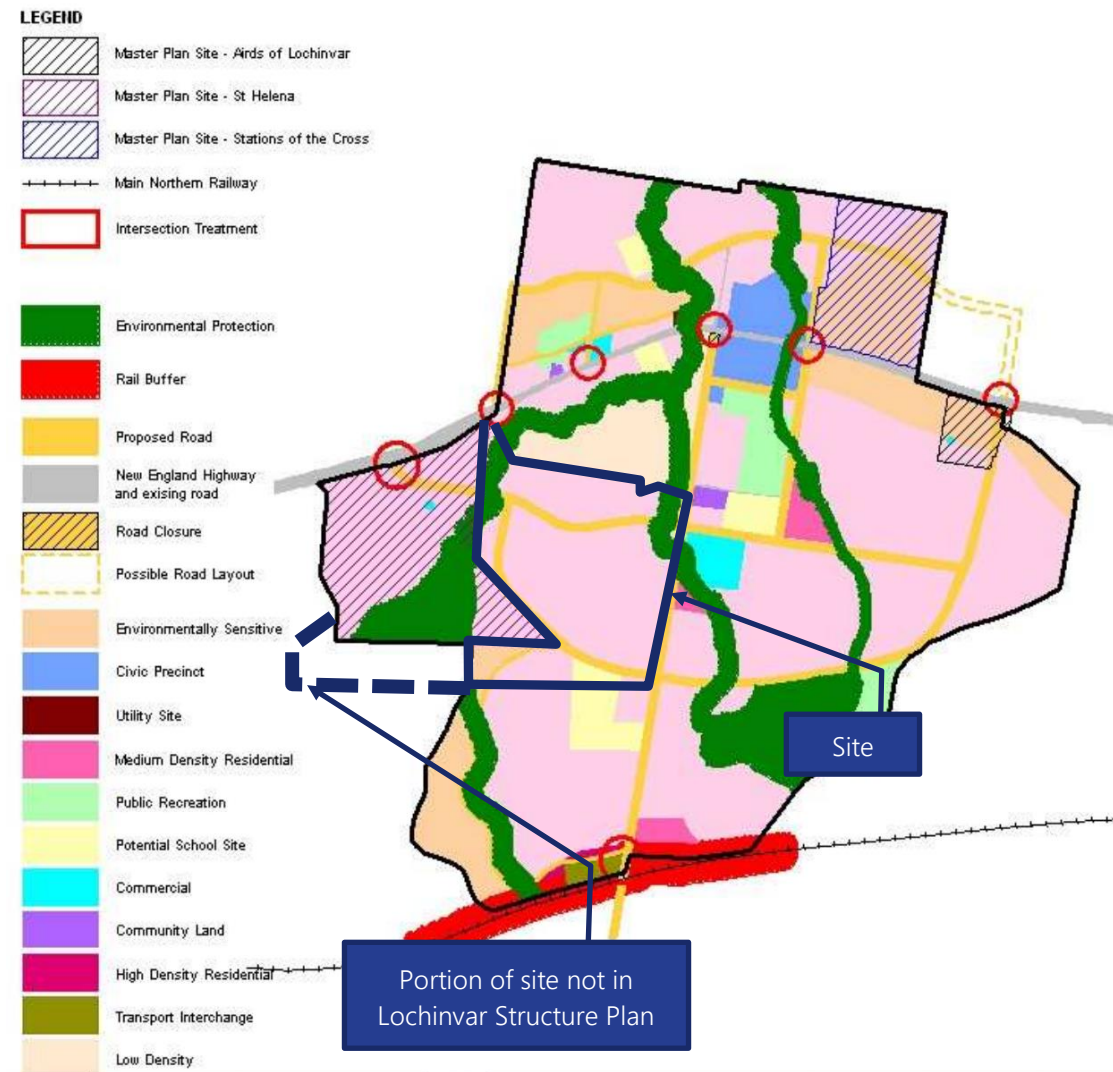 LEGEND
Master Plan Site - Airds of Lochinvar
Master Plan Site - St Helena
Master Plan Site - Stations of the Cross
Main Northern Railway
Intersection Treatment
Environmental Protection
Rail Buffer
Proposed Road
New England Highway
and exising road
Road Closure
Possible Road Layout
Environmentally Sensitive
Civic Precinct
Utility Site
Medium Density Residential
Public Recreation
Potential School Site
Commercial
Community Land
High Density Residential
Transport Interchange
Low Density
Site
Portion of site not in
Lochinvar Structure Plan